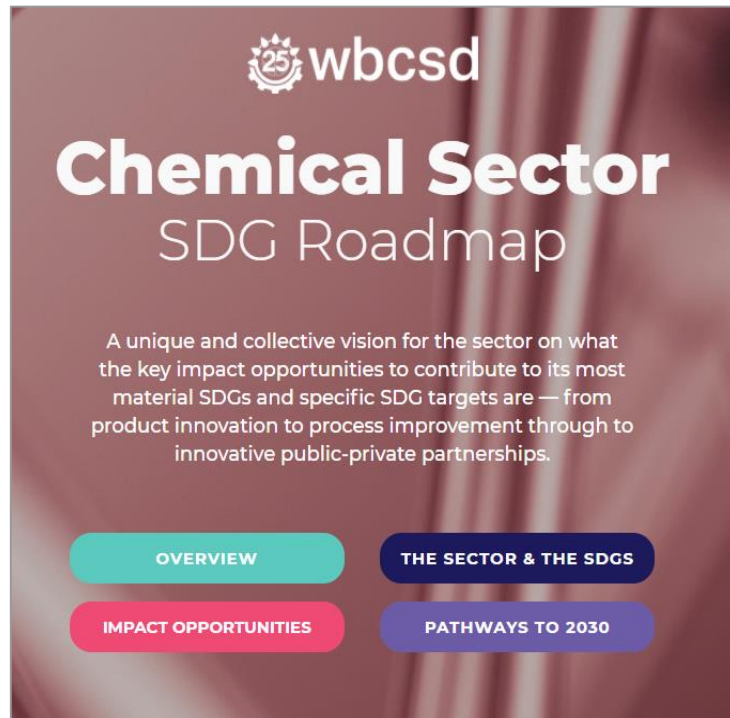 25 wbcsd
Chemical Sector
SDG Roadmap
A unique and collective vision for the sector on what
the key impact opportunities to contribute to its most
material SDGs and specific SDG targets are — from
product innovation to process improvement through to
innovative public-private partnerships.
OVERVIEW
THE SECTOR & THE SDGS
IMPACT OPPORTUNITIES
PATHWAYS TO 2030